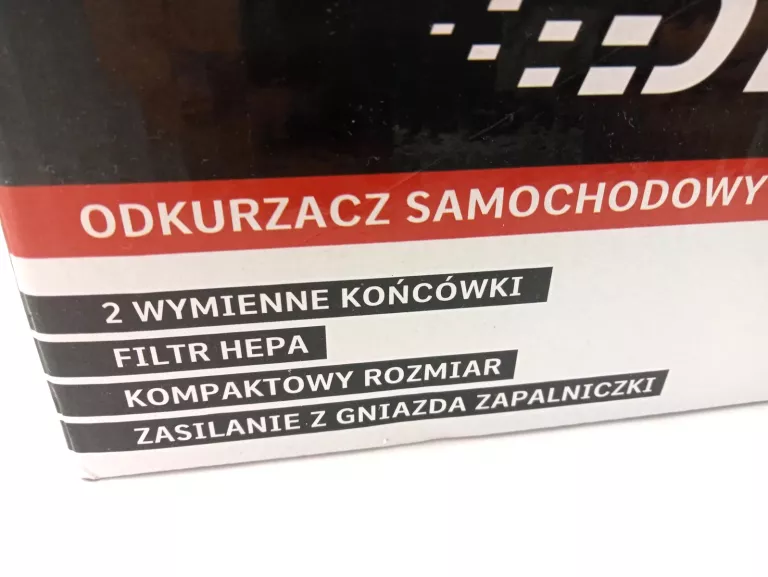 ODKURZACZ SAMOCHODOWY
2 WYMIENNE KOŃCÓWKI
FILTR HEPA
KOMPAKTOWY ROZMIAR
ZASILANIE Z GNIAZDA ZAPALNICZKI